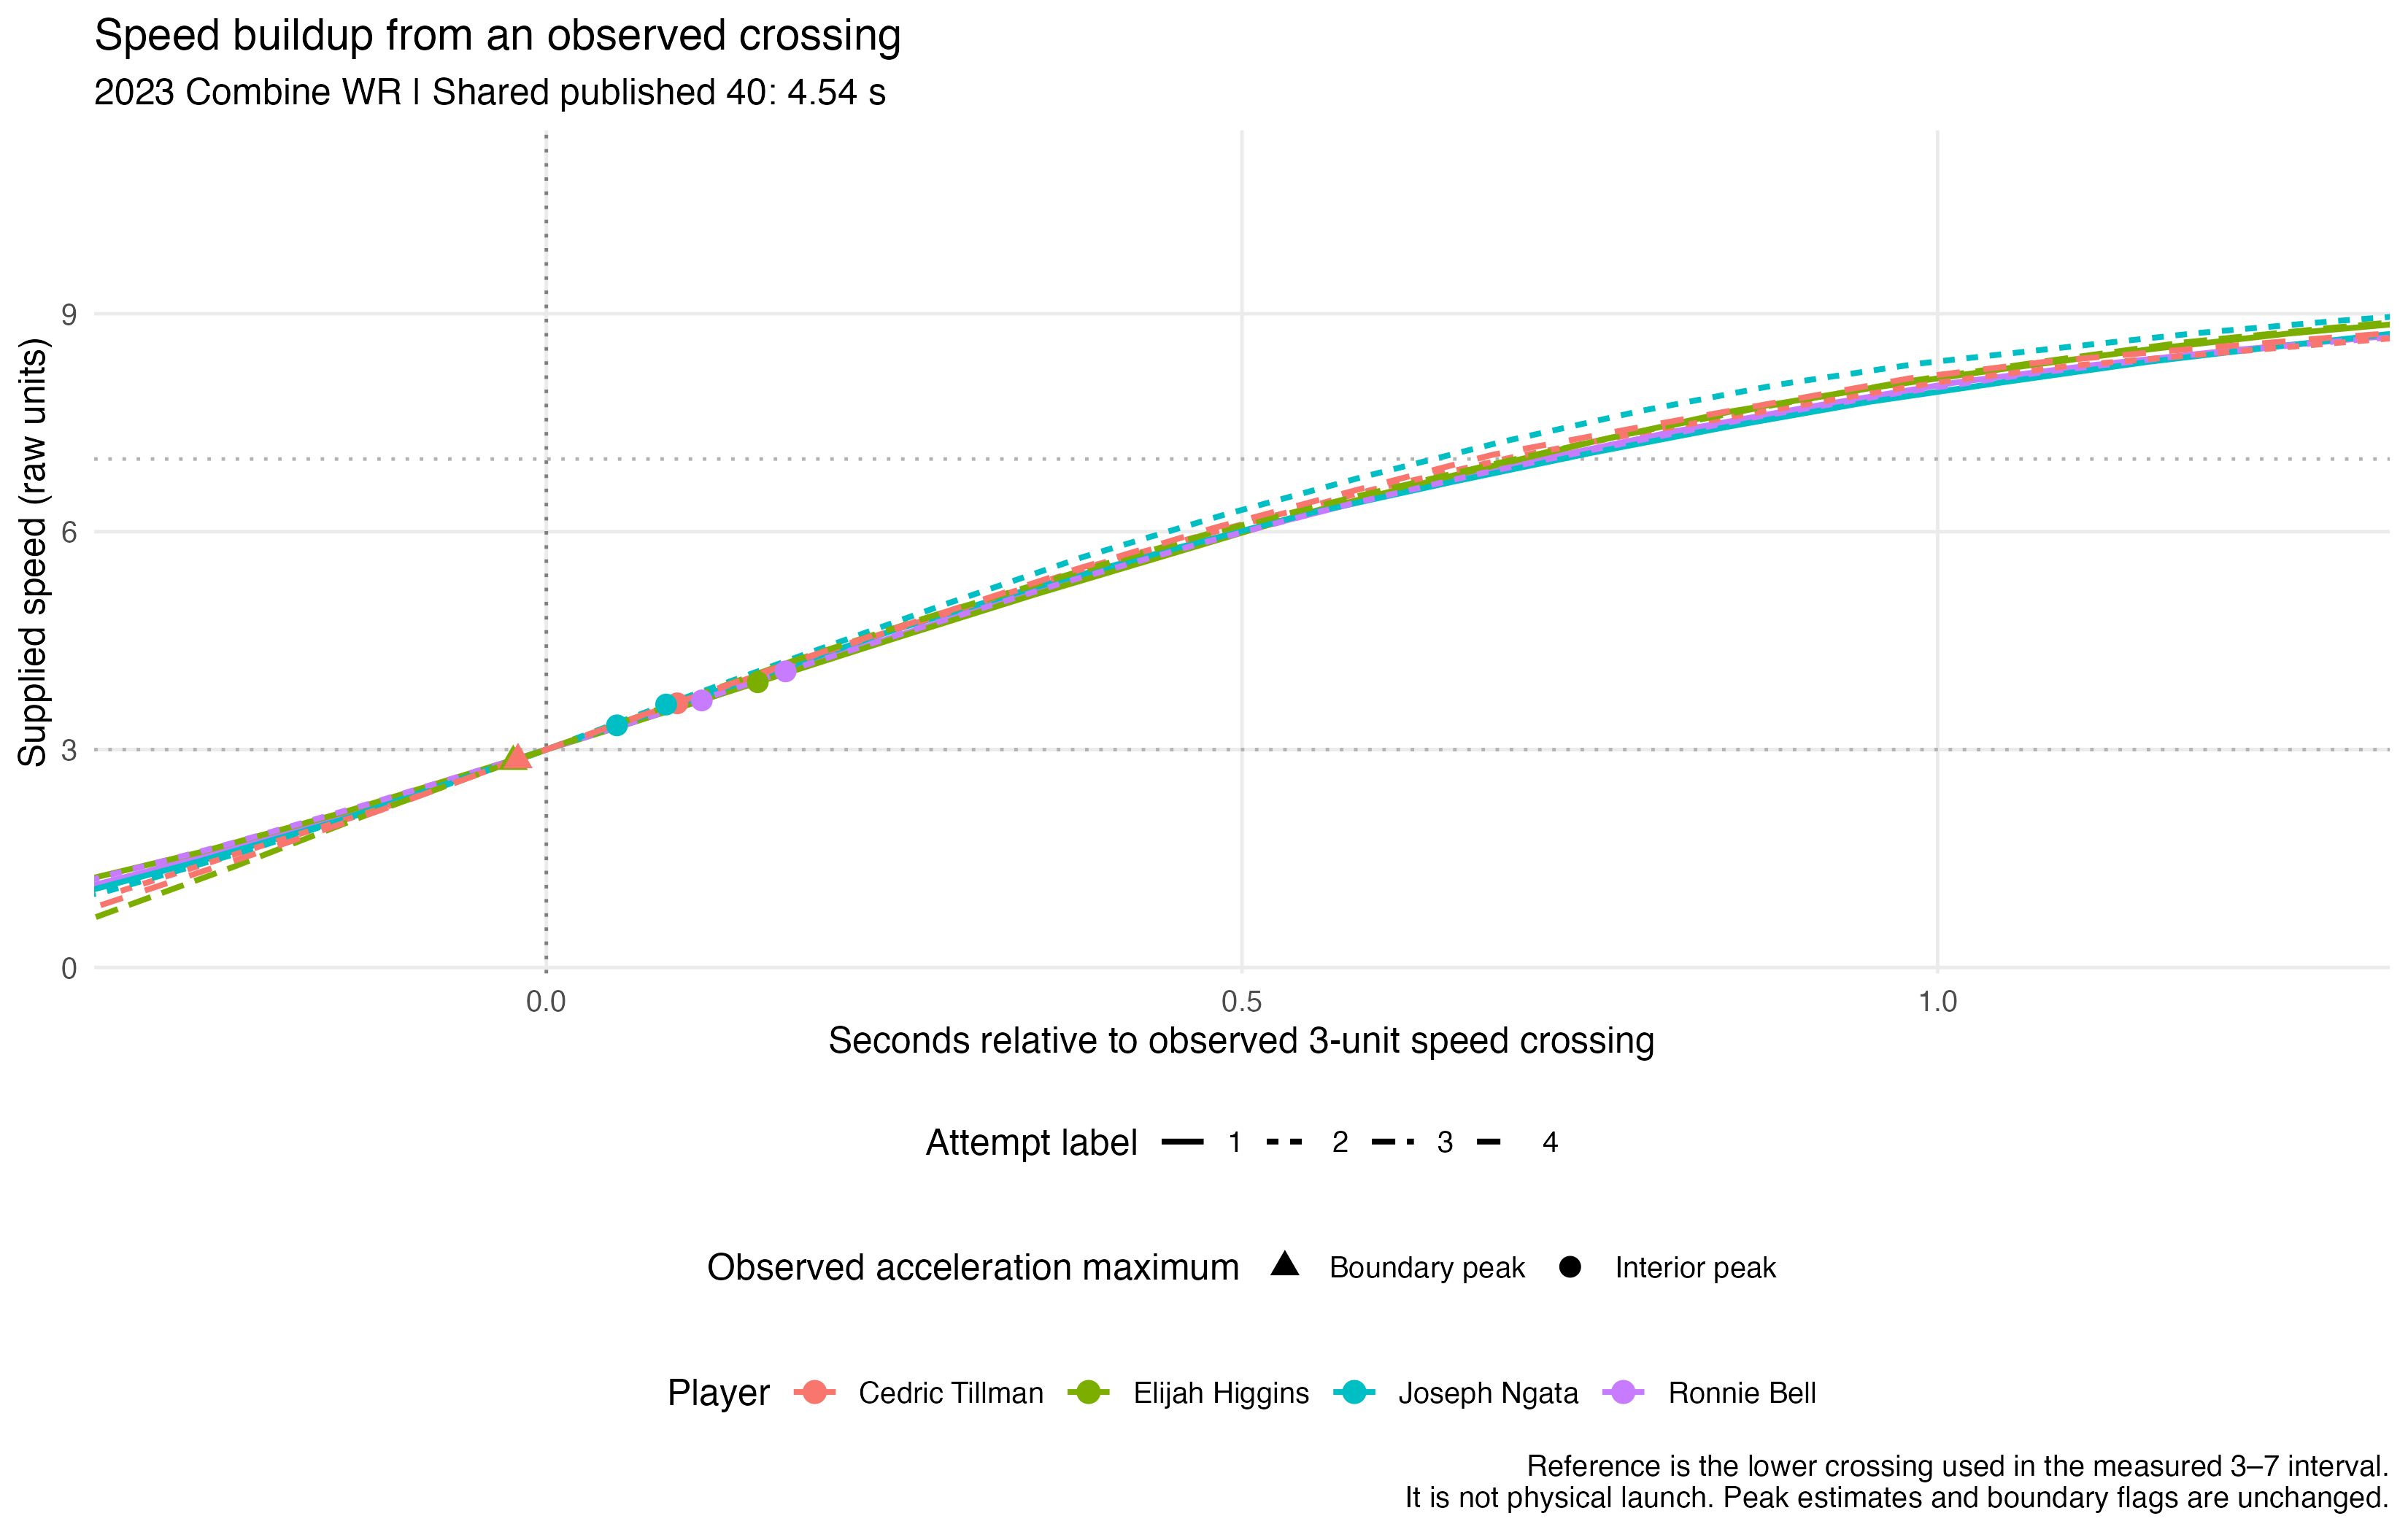 Speed buildup from an observed crossing
2023 Combine WR | Shared published 40: 4.54 s
Supplied speed (raw units)
9
6
3
0
0.0 0.5 1.0
Seconds relative to observed 3-unit speed crossing
Attempt label 1 2 3 4
Observed acceleration maximum Boundary peak Interior peak
Player Cedric Tillman Elijah Higgins Joseph Ngata Ronnie Bell
Reference is the lower crossing used in the measured 3–7 interval.
It is not physical launch. Peak estimates and boundary flags are unchanged.